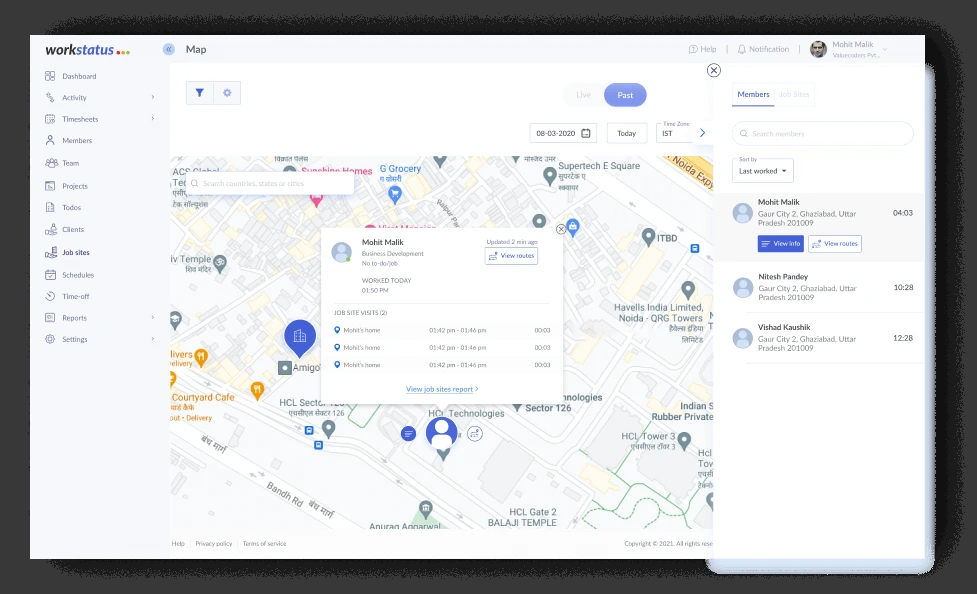 workstatus
Map
Help
Notification
Mohit Malik
Valuecoders Pvt...
Dashboard
Activity
Timesheets
Members
Team
Projects
Todos
Clients
Job sites
Schedules
Time-off
Reports
Settings
Live
Past
08-03-2020
Today
Time Zone
IST
Search countries, states or cities
Sunshine Homes
G Grocery
जी ग्रोसरी
Supertech E Square
सुपरटेक ए
स्क्वायर
Noida Expy
ITBD
iv Temple
शिव मंदिर
Havells India Limited,
Noida - QRG Towers
हैवेल्स इंडिया
लिमिटेड
livers
elivery
Amigo
Courtyard Cafe
यार्ड कैफे
out • Delivery
HCL Sector 126
एचसीएल सेक्टर 126
HCL Technologies
hnologies
Sector 126
Indian S
Rubber Private
HCL Tower 3
एचसीएल टॉवर 3
बंध मार्ग
Bandh Rd बंध मार्ग
HCL Gate 2
BALAJI TEMPLE
Anurag Aggarwal
Mohit Malik
Business Development
No to-do/job
Updated 2 min ago
View routes
WORKED TODAY
01:50 PM
JOB SITE VISITS (2)
Mohit's home 01:42 pm - 01:46 pm 00:03
Mohit's home 01:42 pm - 01:46 pm 00:03
Mohit's home 01:42 pm - 01:46 pm 00:03
View job sites report
Members
Job Sites
Search members
Sort by
Last worked
Mohit Malik
Gaur City 2, Ghaziabad, Uttar
Pradesh 201009
04:03
View info
View routes
Nitesh Pandey
Gaur City 2, Ghaziabad, Uttar
Pradesh 201009
10:28
Vishad Kaushik
Gaur City 2, Ghaziabad, Uttar
Pradesh 201009
12:28
Help | Privacy policy | Terms of service
Copyright © 2021. All rights rese